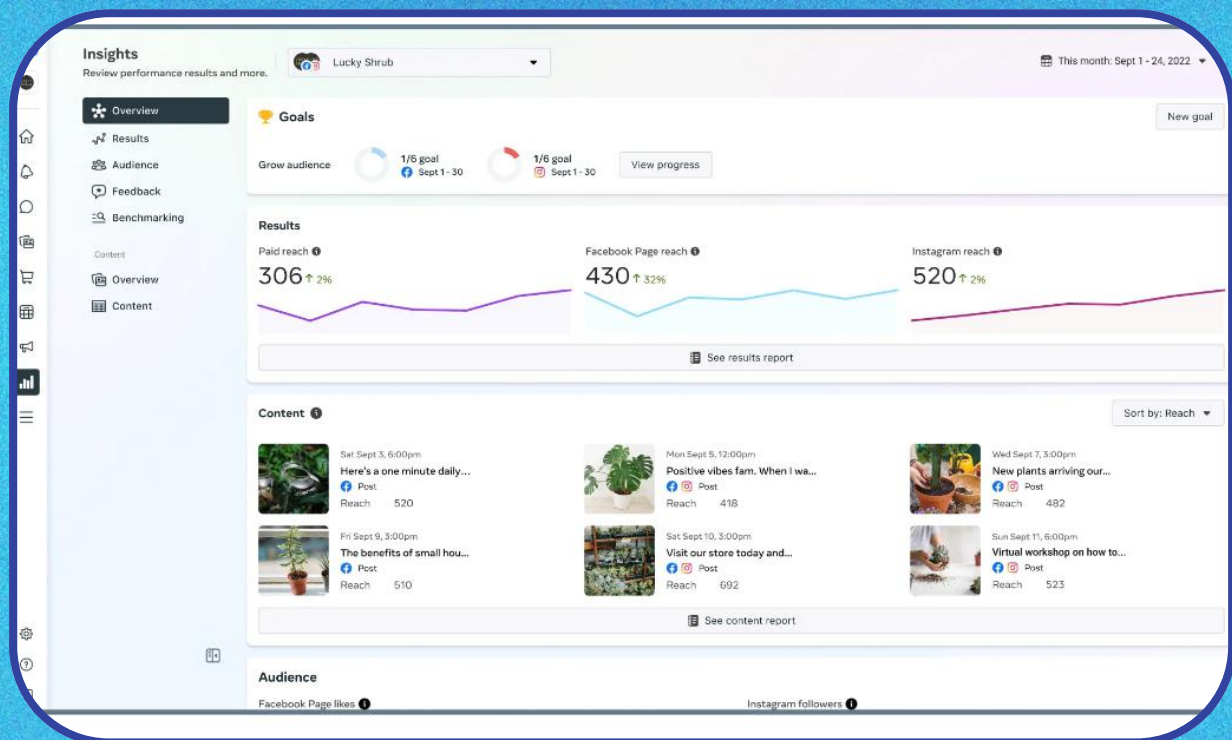 Insights
Review performance results and more.
Lucky Shrub
This month: Sept 1 - 24, 2022
Overview
Results
Audience
Feedback
Benchmarking
Content
Overview
Content
Goals
New goal
Grow audience
1/6 goal
Sept 1 - 30
1/6 goal
Sept 1 - 30
View progress
Results
Paid reach
306 ↑ 2%
Facebook Page reach
430 ↑ 32%
Instagram reach
520 ↑ 2%
See results report
Content
Sort by: Reach
Sat Sept 3, 6:00pm
Here's a one minute daily...
Post
Reach 520
Mon Sept 5, 12:00pm
Positive vibes fam. When I wa...
Post
Reach 418
Wed Sept 7, 3:00pm
New plants arriving our...
Post
Reach 482
Fri Sept 9, 3:00pm
The benefits of small hou...
Post
Reach 510
Sat Sept 10, 3:00pm
Visit our store today and...
Post
Reach 692
Sun Sept 11, 6:00pm
Virtual workshop on how to...
Post
Reach 523
See content report
Audience
Facebook Page likes
Instagram followers